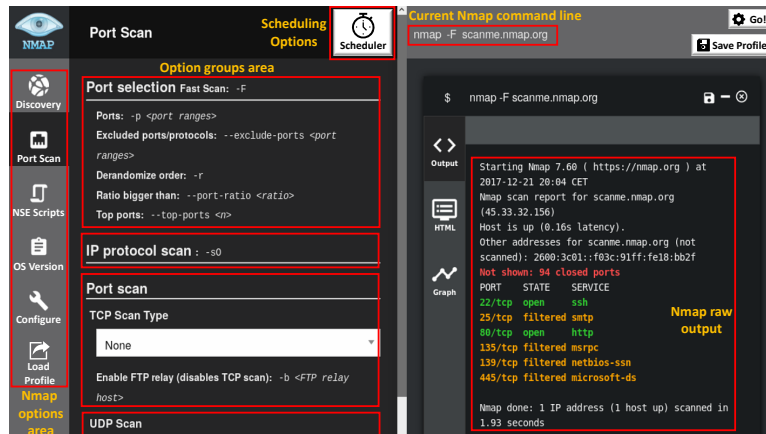 NMAP
Port Scan
Scheduling
Options
Scheduler
Option groups area
Discovery
Port Scan
NSE Scripts
OS Version
Configure
Load
Profile
Nmap
options
area
Port selection Fast Scan: -F
Ports: -p <port ranges>
Excluded ports/protocols: --exclude-ports <port
ranges>
Derandomize order: -r
Ratio bigger than: --port-ratio <ratio>
Top ports: --top-ports <n>
IP protocol scan : -sO
Port scan
TCP Scan Type
None
Enable FTP relay (disables TCP scan): -b <FTP relay
host>
UDP Scan
Current Nmap command line
nmap -F scanme.nmap.org
Go!
Save Profile
$ nmap -F scanme.nmap.org
Output
HTML
Graph
Starting Nmap 7.60 ( https://nmap.org ) at
2017-12-21 20:04 CET
Nmap scan report for scanme.nmap.org
(45.33.32.156)
Host is up (0.16s latency).
Other addresses for scanme.nmap.org (not
scanned): 2600:3c01::f03c:91ff:fe18:bb2f
Not shown: 94 closed ports
PORT STATE SERVICE
22/tcp open ssh
25/tcp filtered smtp
80/tcp open http
135/tcp filtered msrpc
139/tcp filtered netbios-ssn
445/tcp filtered microsoft-ds
Nmap done: 1 IP address (1 host up) scanned in
1.93 seconds
Nmap raw
output